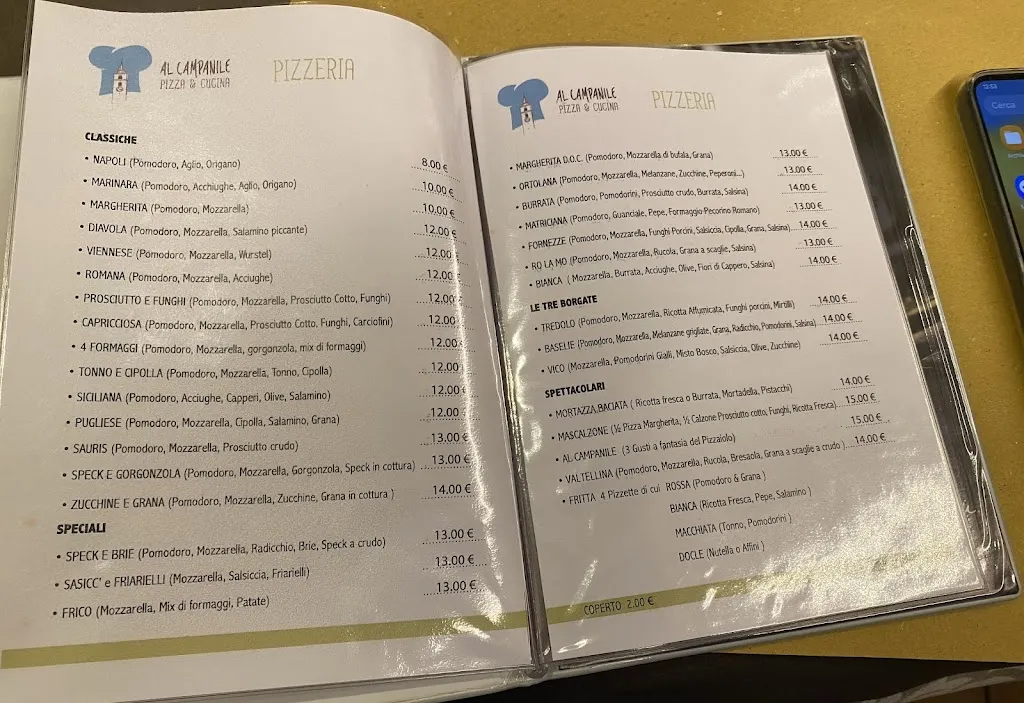 AL CAMPANILE
PIZZA & CUCINA
PIZZERIA
CLASSICHE
• NAPOLI (Pomodoro, Aglio, Origano) 8.00 €
• MARINARA (Pomodoro, Acciughe, Aglio, Origano) 10.00 €
• MARGHERITA (Pomodoro, Mozzarella) 10.00 €
• DIAVOLA (Pomodoro, Mozzarella, Salamino piccante) 12.00 €
• VIENNESE (Pomodoro, Mozzarella, Wurstel) 12.00
• ROMANA (Pomodoro, Mozzarella, Acciughe) 12.00 €
• PROSCIUTTO E FUNGHI (Pomodoro, Mozzarella, Prosciutto Cotto, Funghi) 12.00
• CAPRICCIOSA (Pomodoro, Mozzarella, Prosciutto Cotto, Funghi, Carciofini) 12.00
• 4 FORMAGGI (Pomodoro, Mozzarella, gorgonzola, mix di formaggi) 12.00
• TONNO E CIPOLLA (Pomodoro, Mozzarella, Tonno, Cipolla) 12.00
• SICILIANA (Pomodoro, Acciughe, Capperi, Olive, Salamino) 12.00 €
• PUGLIESE (Pomodoro, Mozzarella, Cipolla, Salamino, Grana) 12.00 €
• SAURIS (Pomodoro, Mozzarella, Prosciutto crudo) 13.00 €
• SPECK E GORGONZOLA (Pomodoro, Mozzarella, Gorgonzola, Speck in cottura) 13.00 €
• ZUCCHINE E GRANA (Pomodoro, Mozzarella, Zucchine, Grana in cottura ) 14.00 €
SPECIALI
• SPECK E BRIE (Pomodoro, Mozzarella, Radicchio, Brie, Speck a crudo) 13.00 €
• SASICC' e FRIARIELLI (Mozzarella, Salsiccia, Friarielli) 13.00 €
• FRICO (Mozzarella, Mix di formaggi, Patate) 13.00 €
AL CAMPANILE
PIZZA & CUCINA
PIZZERIA
• MARGHERITA D.O.C. (Pomodoro, Mozzarella di bufala, Grana) 13.00 €
• ORTOLANA (Pomodoro, Mozzarella, Melanzane, Zucchine, Peperoni...) 13.00 €
• BURRATA (Pomodoro, Pomodorini, Prosciutto crudo, Burrata, Salsina) 14.00 €
• MATRICIANA (Pomodoro, Guanciale, Pepe, Formaggio Pecorino Romano) 13.00 €
• FORNEZZE (Pomodoro, Mozzarella, Funghi Porcini, Salsiccia, Cipolla, Grana, Salsina) 14.00 €
• RO LA MO (Pomodoro, Mozzarella, Rucola, Grana a scaglie, Salsina) 13.00 €
• BIANCA ( Mozzarella, Burrata, Acciughe, Olive, Fiori di Cappero, Salsina) 14.00 €
LE TRE BORGATE
• TREDOLO (Pomodoro, Mozzarella, Ricotta Affumicata, Funghi porcini, Mirtilli) 14.00 €
• BASELIE (Pomodoro, Mozzarella, Melanzane grigliate, Grana, Radicchio, Pomodorini, Salsina) 14.00 €
• VICO (Mozzarella, Pomodorini Gialli, Misto Bosco, Salsiccia, Olive, Zucchine) 14.00 €
SPETTACOLARI
• MORTAZZA,BACIATA ( Ricotta fresca o Burrata, Mortadella, Pistacchi) 14.00 €
• MASCALZONE (½ Pizza Margherita, ½ Calzone Prosciutto cotto, Funghi, Ricotta Fresca) 15.00 €
• AL CAMPANILE (3 Gusti a fantasia del Pizzaiolo) 15.00 €
• VALTELLINA (Pomodoro, Mozzarella, Rucola, Bresaola, Grana a scaglie a crudo ) 14.00 €
• FRITTA 4 Pizzette di cui ROSSA (Pomodoro & Grana )
BIANCA (Ricotta Fresca, Pepe, Salamino )
MACCHIATA (Tonno, Pomodorini )
DOCLE (Nutella o Affini )
COPERTO: 2.00 €
12:53
Cerca